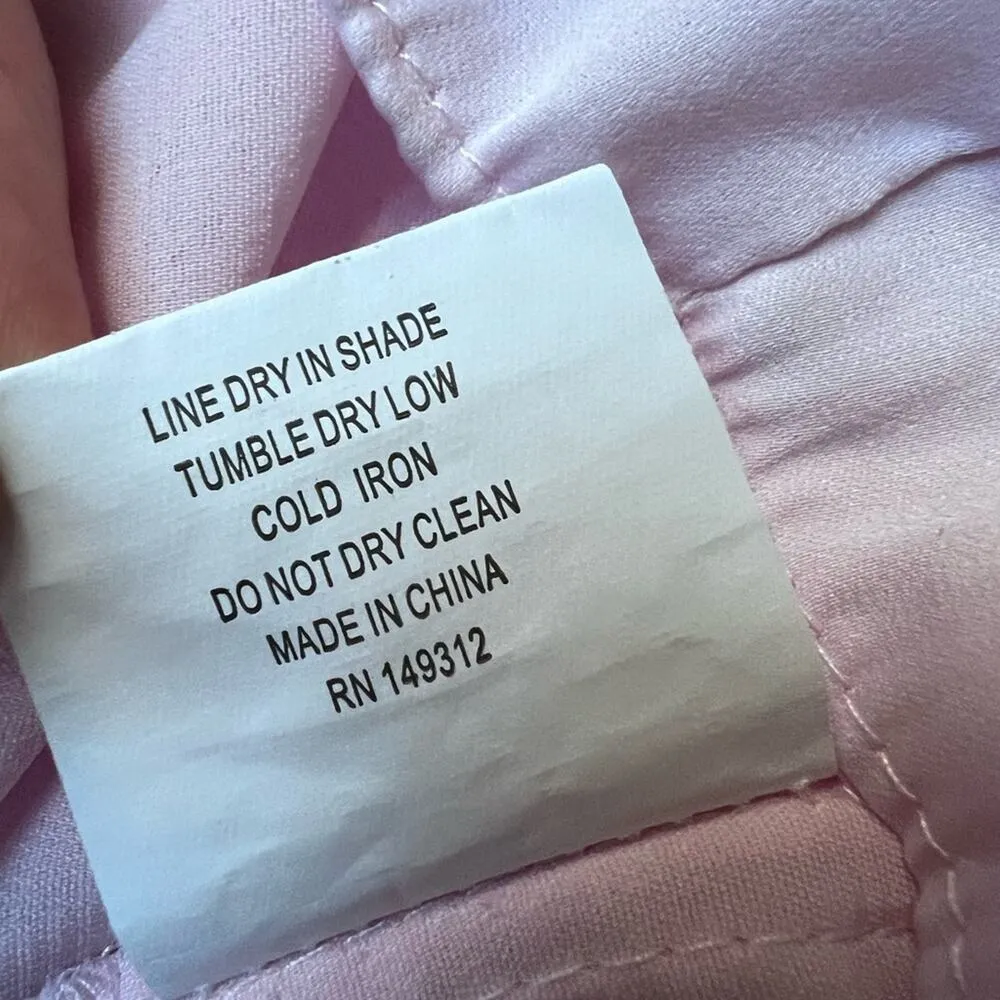 LINE DRY IN SHADE
TUMBLE DRY LOW
COLD IRON
DO NOT DRY CLEAN
MADE IN CHINA
RN 149312